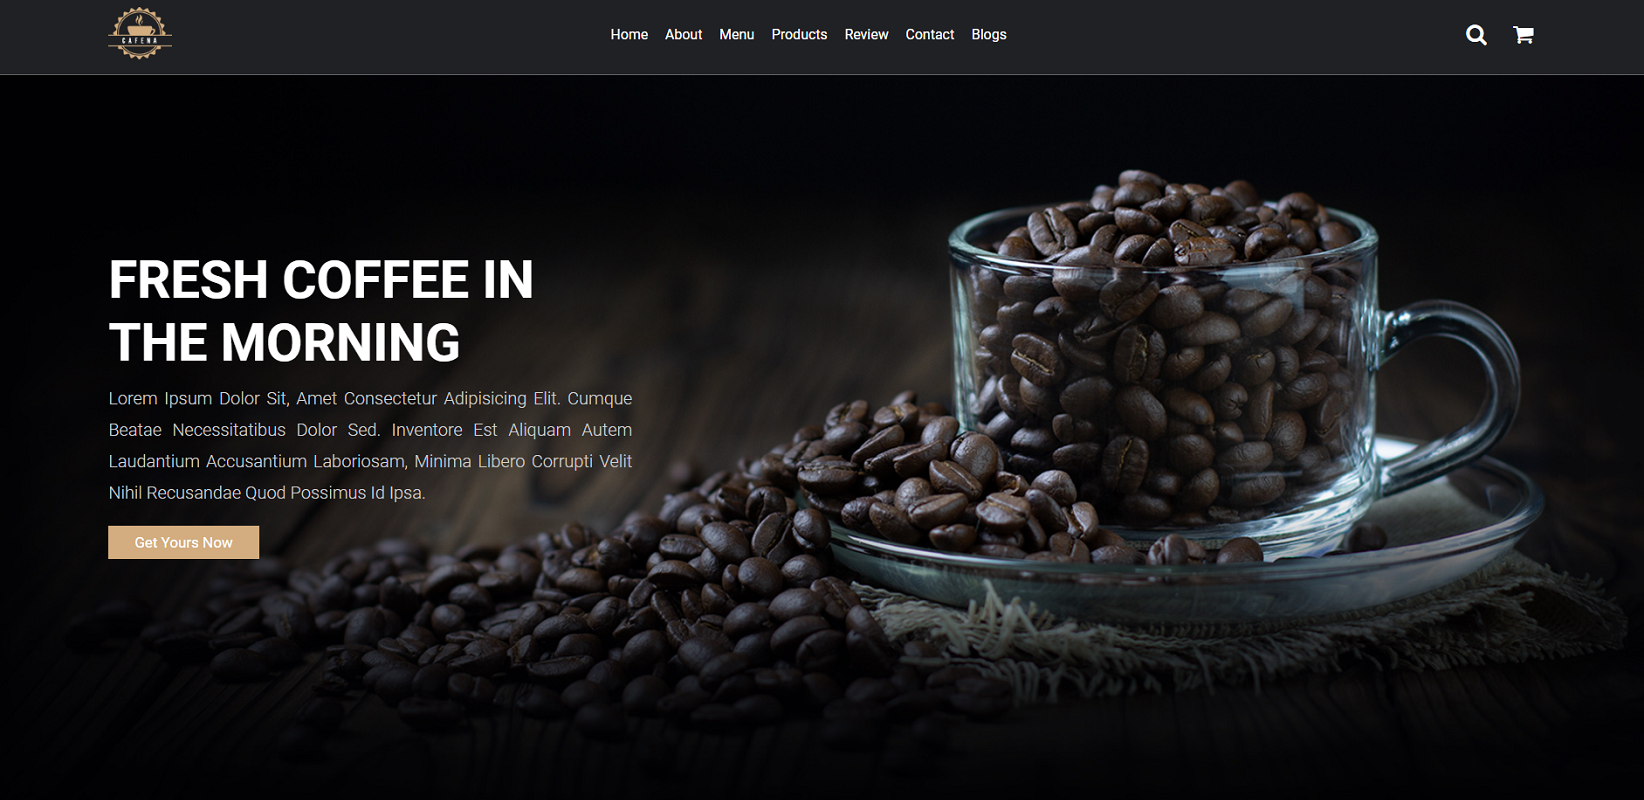 CAFENA
Home About Menu Products Review Contact Blogs
FRESH COFFEE IN
THE MORNING
Lorem Ipsum Dolor Sit, Amet Consectetur Adipisicing Elit. Cumque
Beatae Necessitatibus Dolor Sed. Inventore Est Aliquam Autem
Laudantium Accusantium Laboriosam, Minima Libero Corrupti Velit
Nihil Recusandae Quod Possimus Id Ipsa.
Get Yours Now